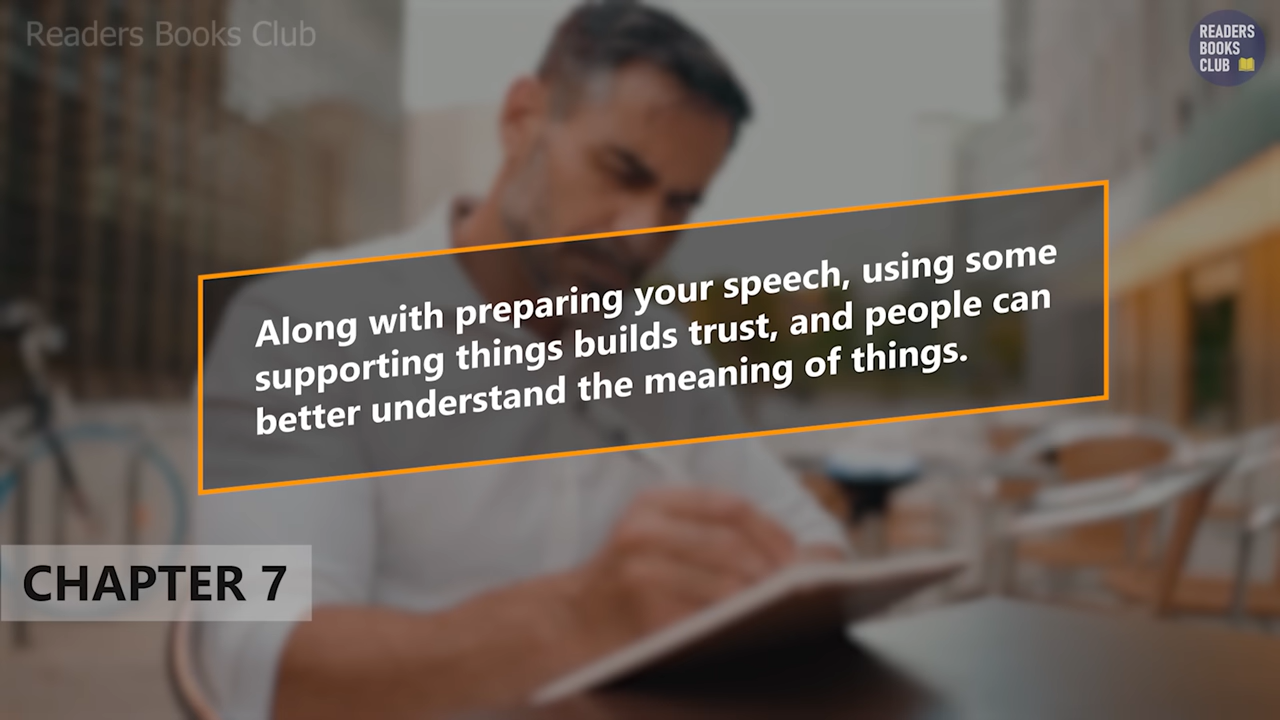 Readers Books Club
READERS
BOOKS
CLUB
Along with preparing your speech, using some
supporting things builds trust, and people can
better understand the meaning of things.
CHAPTER 7